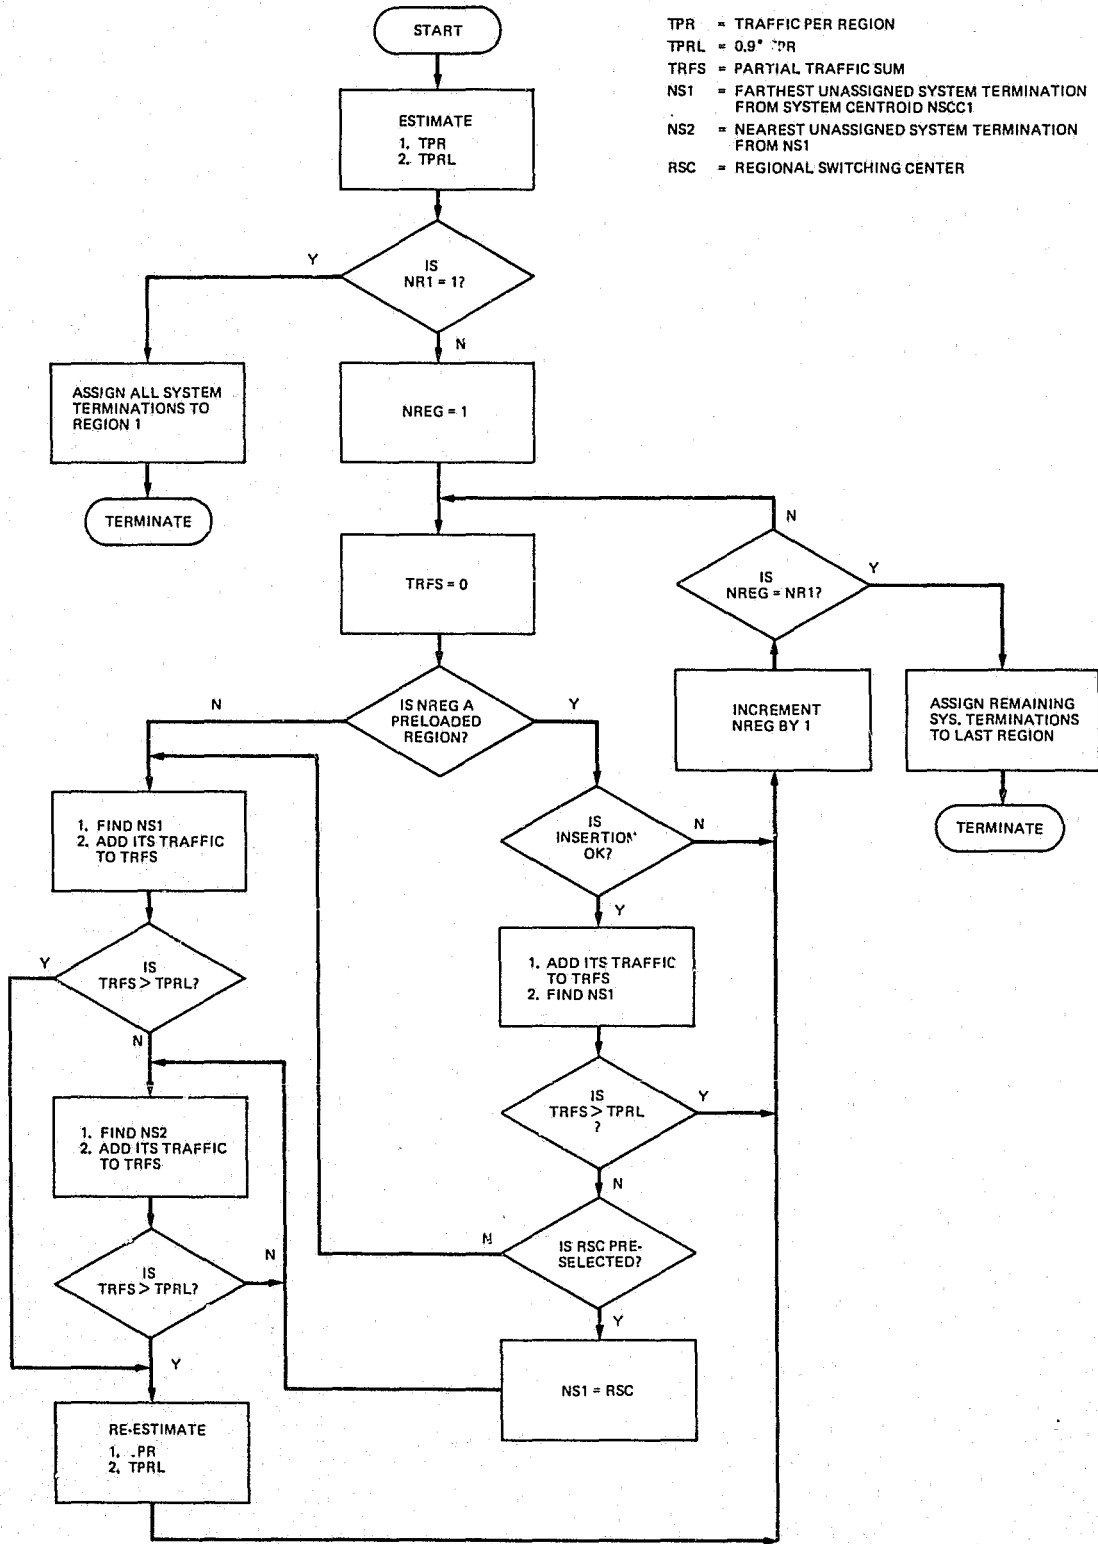 START
TPR = TRAFFIC PER REGION
TPRL = 0.9*
TRFS = PARTIAL TRAFFIC SUM
NS1 = FARTHEST UNASSIGNED SYSTEM TERMINATION
FROM SYSTEM CENTROID NSCC1
NS2 = NEAREST UNASSIGNED SYSTEM TERMINATION
FROM NS1
RSC = REGIONAL SWITCHING CENTER
ESTIMATE
1. TPR
2. TPRL
Y
IS
NR1 = 1?
N
ASSIGN ALL SYSTEM
TERMINATIONS TO
REGION 1
NREG = 1
TERMINATE
N
TRFS = 0
IS
NREG = NR1?
Y
N
IS NREG A
PRELOADED
REGION?
Y
INCREMENT
NREG BY 1
ASSIGN REMAINING
SYS. TERMINATIONS
TO LAST REGION
TERMINATE
1. FIND NS1
2. ADD ITS TRAFFIC
TO TRFS
IS
INSERTION
OK?
N
Y
Y
IS
TRFS > TPRL?
N
1. ADD ITS TRAFFIC
TO TRFS
2. FIND NS1
IS
TRFS > TPRL
?
Y
N
1. FIND NS2
2. ADD ITS TRAFFIC
TO TRFS
N
IS RSC PRE-
SELECTED?
Y
IS
TRFS > TPRL?
N
Y
NS1 = RSC
RE-ESTIMATE
1.
2. TPRL